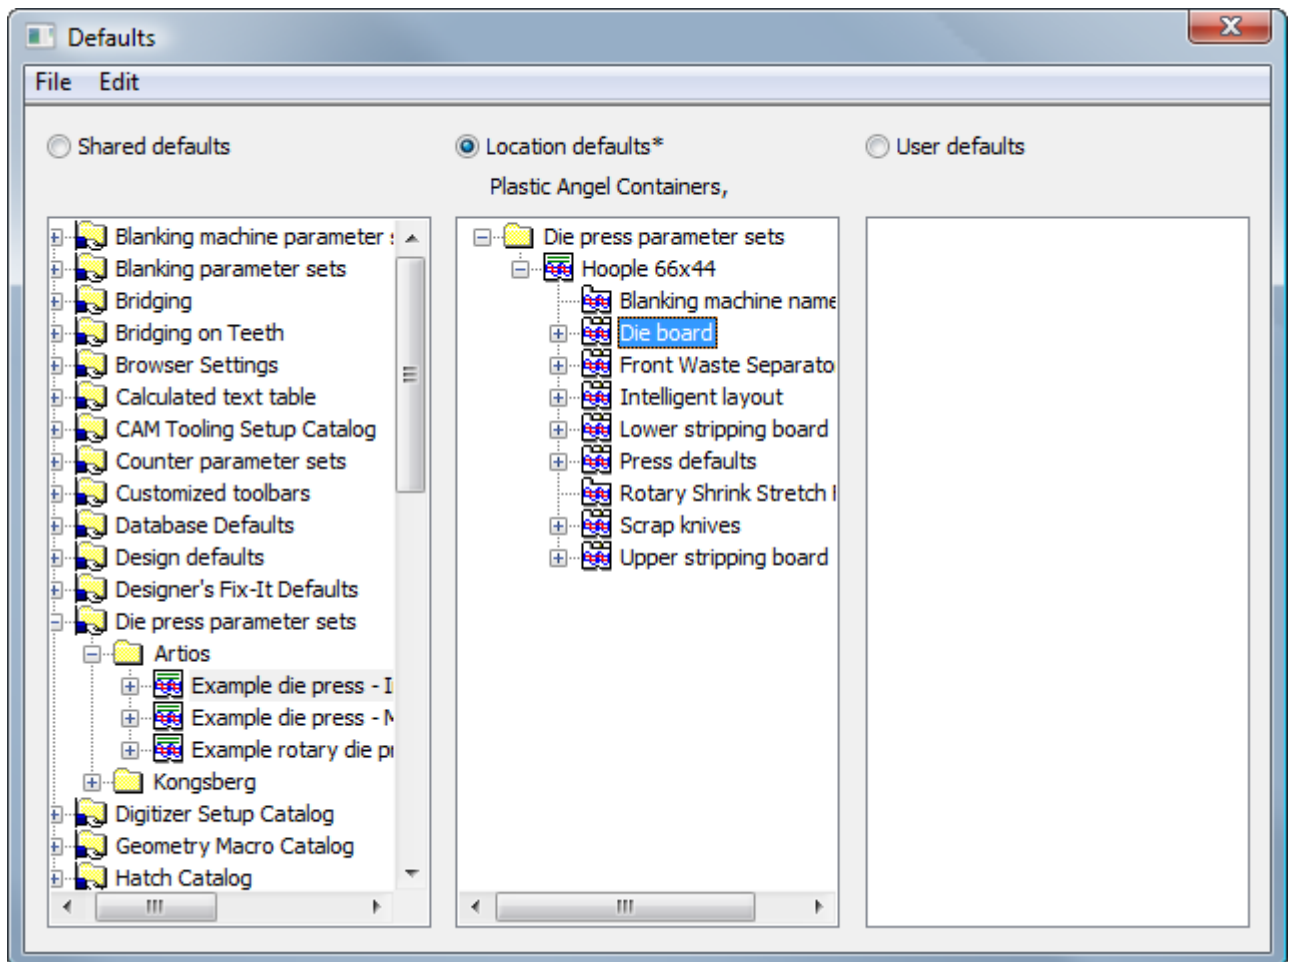 Defaults
File Edit
Shared defaults
Location defaults*
User defaults
Plastic Angel Containers,
Blanking machine parameter
Blanking parameter sets
Bridging
Bridging on Teeth
Browser Settings
Calculated text table
CAM Tooling Setup Catalog
Counter parameter sets
Customized toolbars
Database Defaults
Design defaults
Designer's Fix-It Defaults
Die press parameter sets
Artios
Example die press - I
Example die press - M
Example rotary die pr
Kongsberg
Digitizer Setup Catalog
Geometry Macro Catalog
Hatch Catalog
Die press parameter sets
Hoople 66x44
Blanking machine name
Die board
Front Waste Separato
Intelligent layout
Lower stripping board
Press defaults
Rotary Shrink Stretch
Scrap knives
Upper stripping board